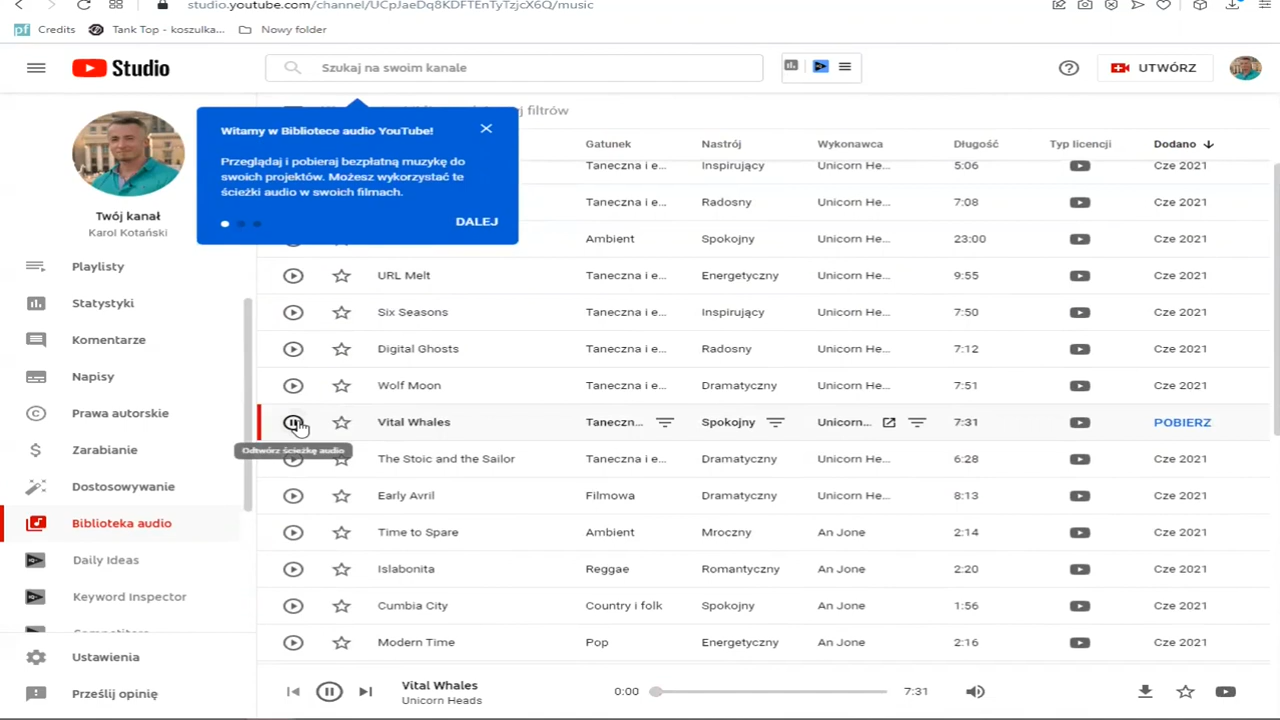 studio.youtube.com/channel/UCpJaeDq8KDFTEnTyTzjcX6Q/music
Credits Tank Top - koszulka... Nowy folder
Studio
Szukaj na swoim kanale
UTWÓRZ
Witamy w Bibliotece audio YouTube!
Przeglądaj i pobieraj bezpłatną muzykę do
swoich projektów. Możesz wykorzystać te
ścieżki audio w swoich filmach.
DALEJ
filtrów
Gatunek Nastrój Wykonawca Długość Typ licencji Dodano
Taneczna i e... Inspirujący Unicorn He... 5:06 Cze 2021
Taneczna i e... Radosny Unicorn He... 7:08 Cze 2021
Ambient Spokojny Unicorn He... 23:00 Cze 2021
URL Melt Taneczna i e... Energetyczny Unicorn He... 9:55 Cze 2021
Six Seasons Taneczna i e... Inspirujący Unicorn He... 7:50 Cze 2021
Digital Ghosts Taneczna i e... Radosny Unicorn He... 7:12 Cze 2021
Wolf Moon Taneczna i e... Dramatyczny Unicorn He... 7:51 Cze 2021
Vital Whales Taneczn... Spokojny Unicorn... 7:31 POBIERZ
Odtwórz ścieżkę audio
The Stoic and the Sailor Taneczna i e... Dramatyczny Unicorn He... 6:28 Cze 2021
Early Avril Filmowa Dramatyczny Unicorn He... 8:13 Cze 2021
Time to Spare Ambient Mroczny An Jone 2:14 Cze 2021
Islabonita Reggae Romantyczny An Jone 2:20 Cze 2021
Cumbia City Country i folk Spokojny An Jone 1:56 Cze 2021
Modern Time Pop Energetyczny An Jone 2:16 Cze 2021
Twój kanał
Karol Kotański
Playlisty
Statystyki
Komentarze
Napisy
Prawa autorskie
Zarabianie
Dostosowywanie
Biblioteka audio
Daily Ideas
Keyword Inspector
Ustawienia
Prześlij opinię
Vital Whales
Unicorn Heads
0:00 7:31